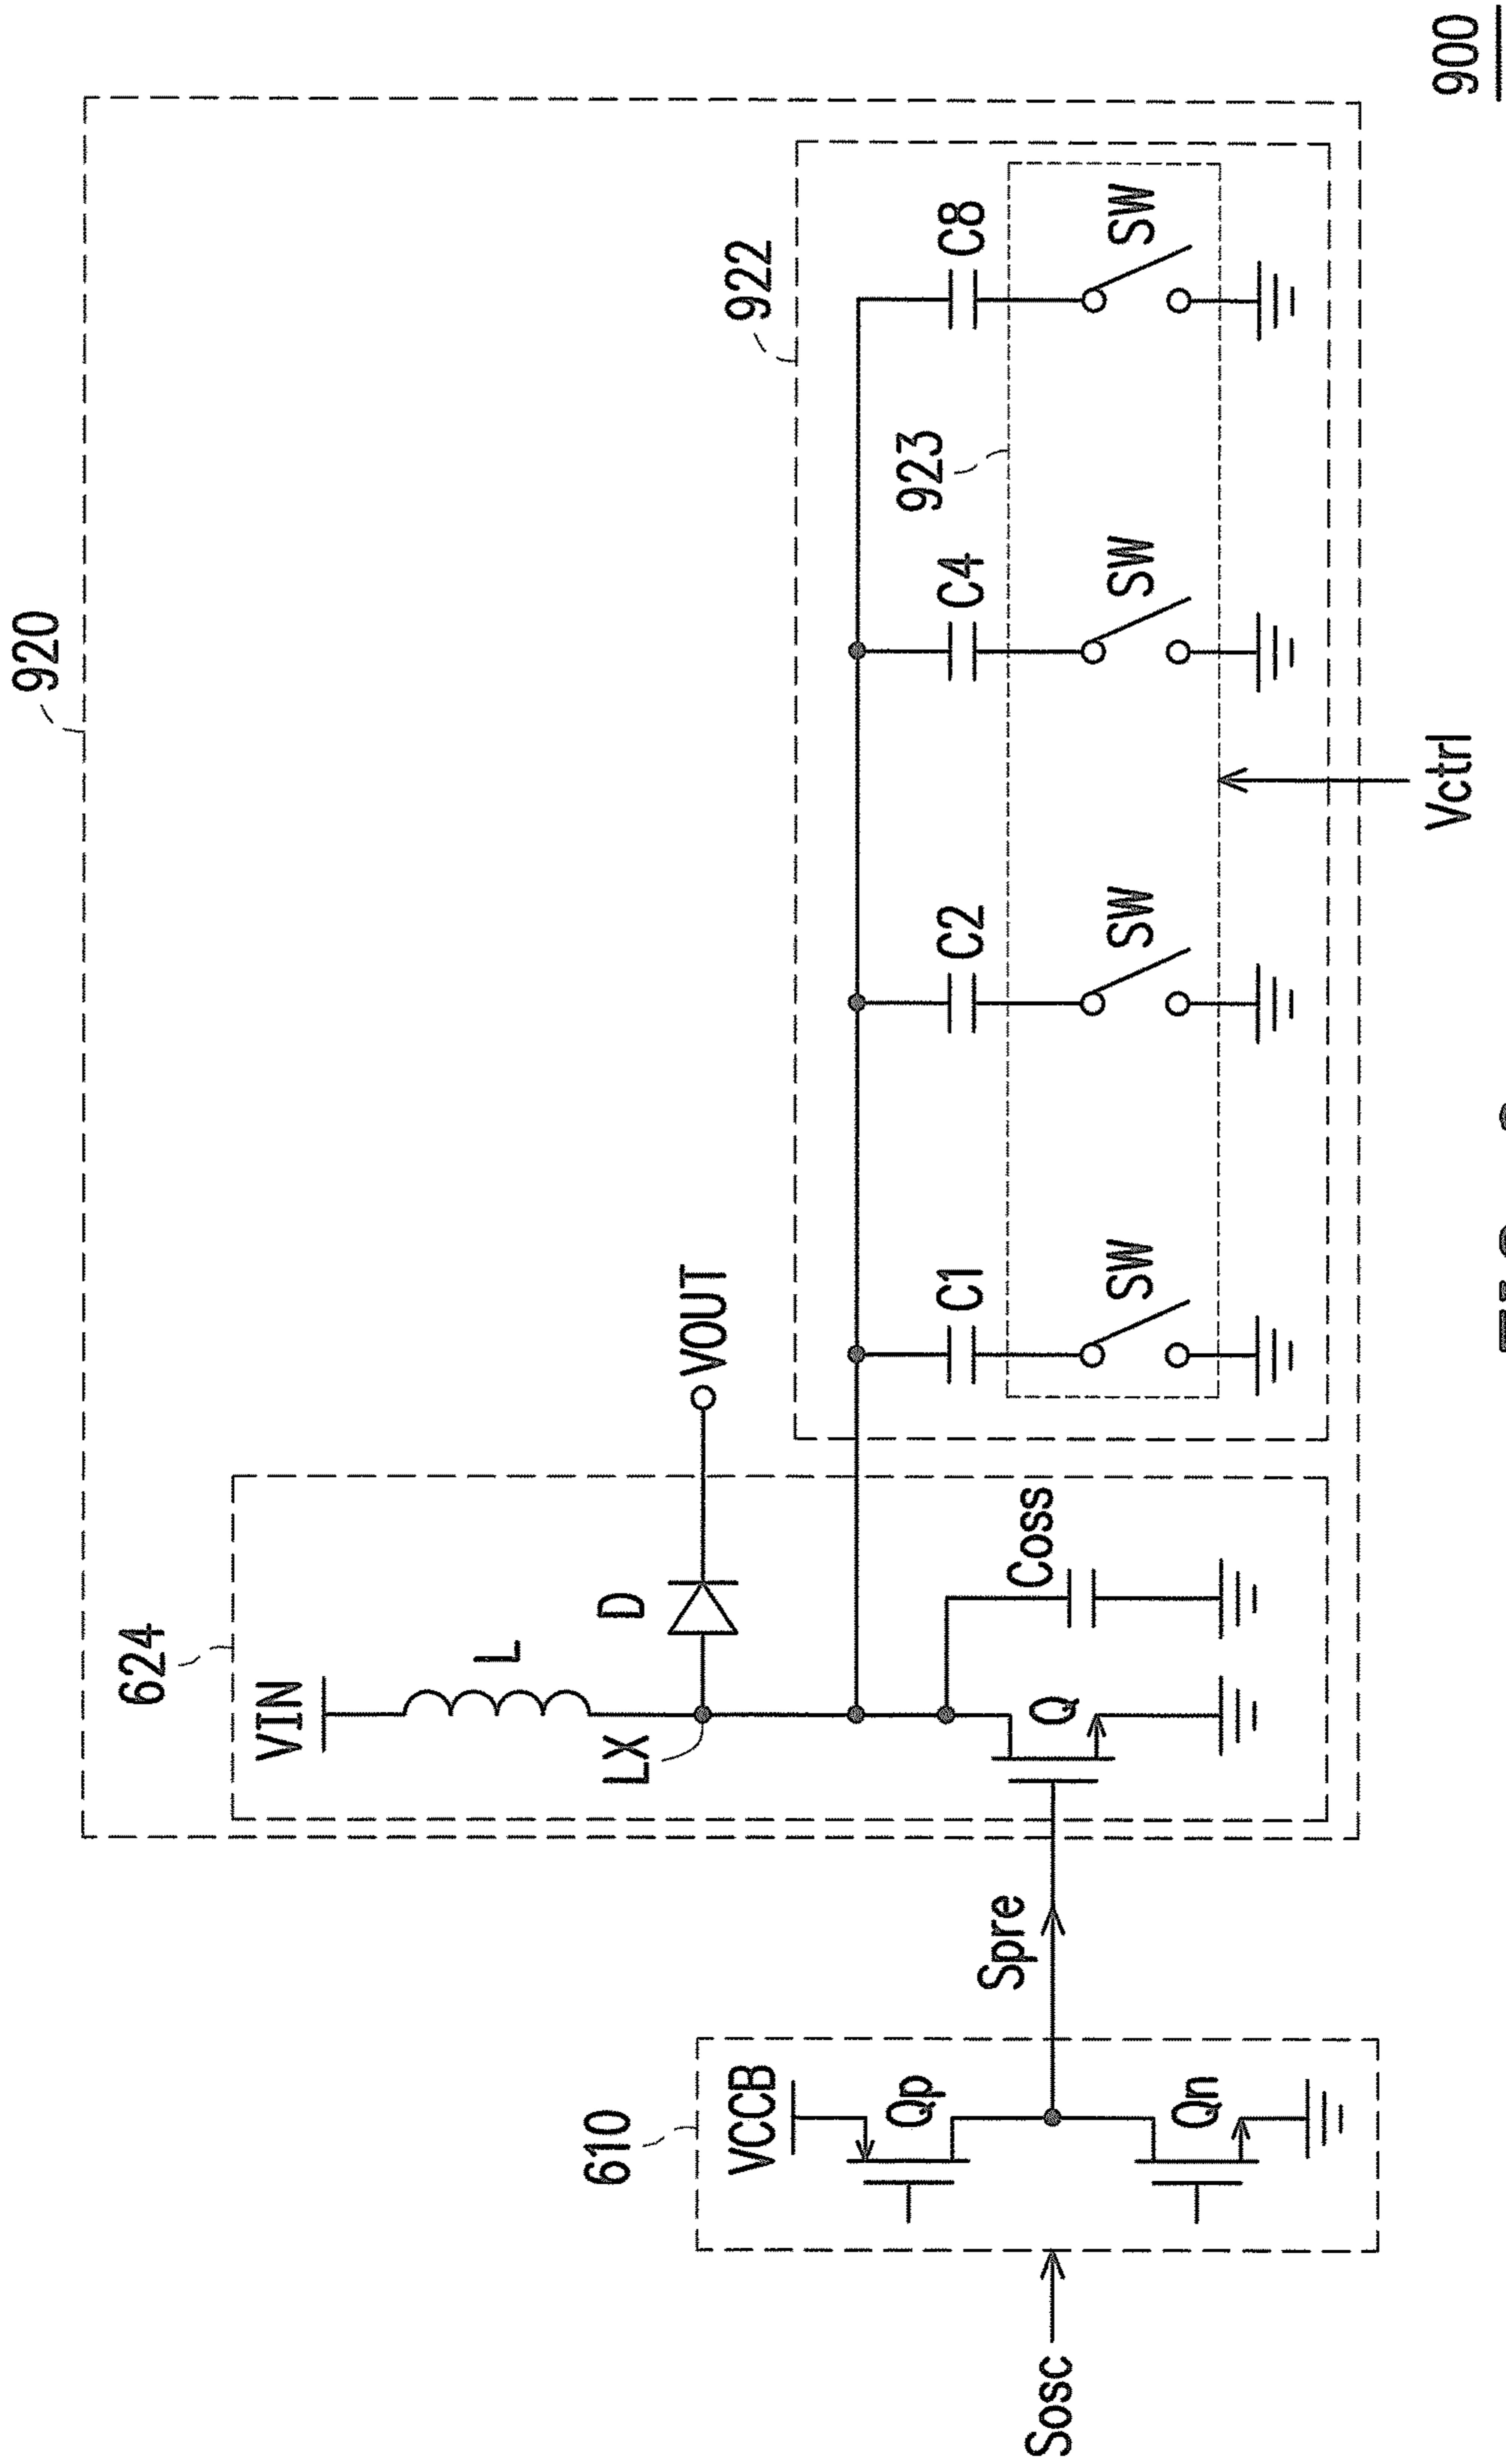 920
624
VIN
L
LX
D
VOUT
922
C1
C2
C4
C8
923
SW
SW
SW
SW
Coss
Q
610
VCCB
Qp
Qn
Spre
Sosc
Vctrl
900